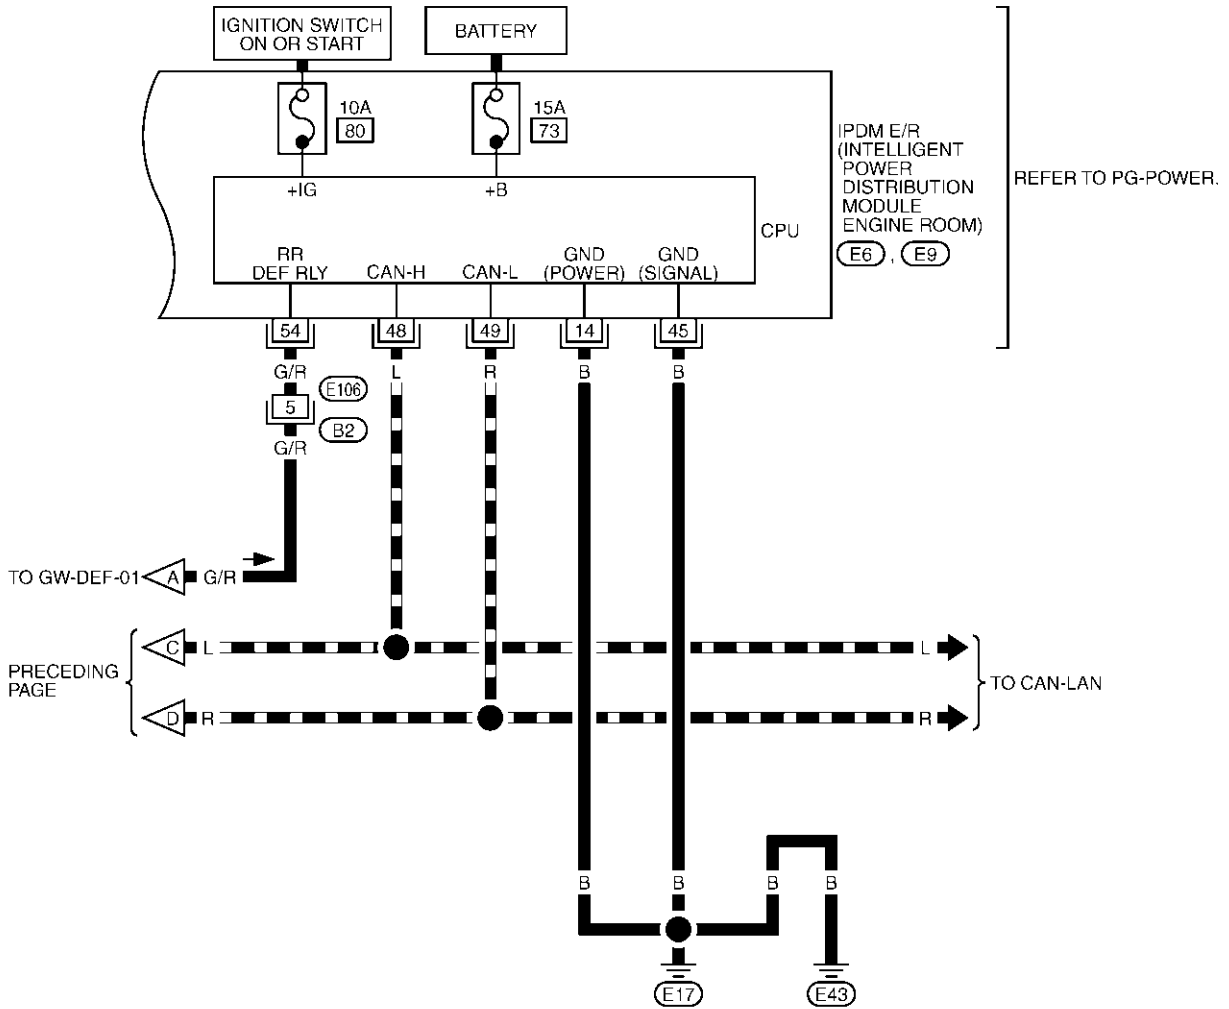 IGNITION SWITCH
ON OR START
BATTERY
10A
80
15A
73
IPDM E/R
(INTELLIGENT
POWER
DISTRIBUTION
MODULE
ENGINE ROOM)
E6 , E9
REFER TO PG-POWER.
+IG
+B
CPU
RR
DEF RLY
CAN-H
CAN-L
GND
(POWER)
GND
(SIGNAL)
54
48
49
14
45
G/R
L
R
B
B
E106
5
B2
G/R
TO GW-DEF-01
A
G/R
PRECEDING
PAGE
C
L
L
D
R
R
TO CAN-LAN
B
B
B
B
E17
E43